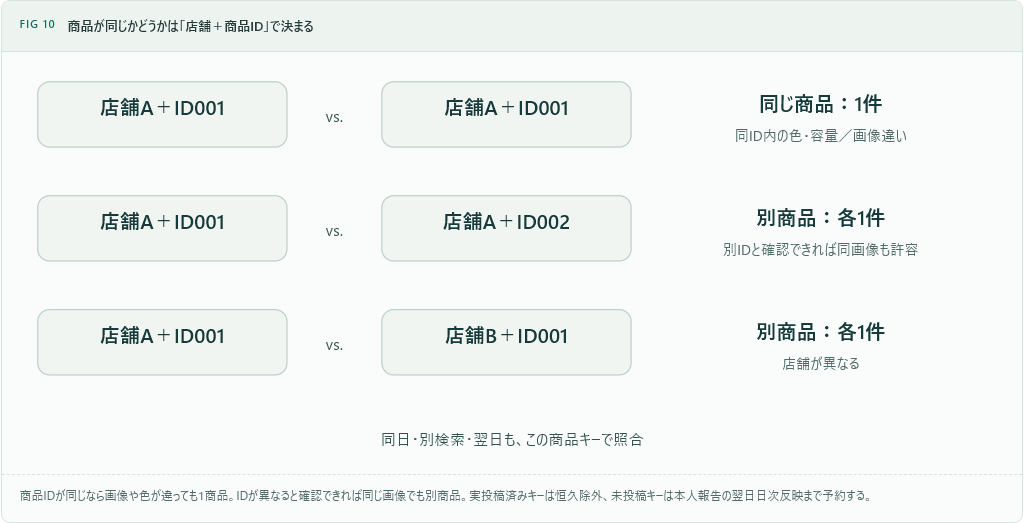 FIG 10 商品が同じかどうかは「店舗＋商品ID」で決まる
店舗A＋ID001 vs. 店舗A＋ID001 同じ商品：1件
同ID内の色・容量／画像違い
店舗A＋ID001 vs. 店舗A＋ID002 別商品：各1件
別IDと確認できれば同画像も許容
店舗A＋ID001 vs. 店舗B＋ID001 別商品：各1件
店舗が異なる
同日・別検索・翌日も、この商品キーで照合
商品IDが同じなら画像や色が違っても1商品。IDが異なると確認できれば同じ画像でも別商品。実投稿済みキーは恒久除外、未投稿キーは本人報告の翌日日次反映まで予約する。